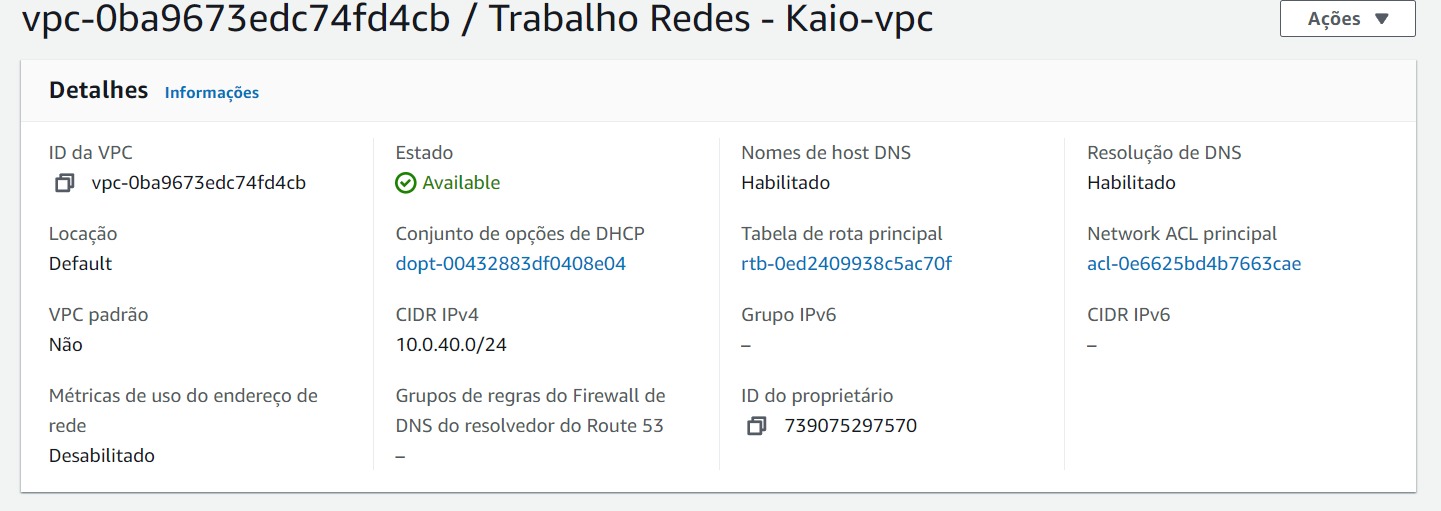 vpc-0ba9673edc74fd4cb / Trabalho Redes - Kaio-vpc
Ações
Detalhes Informações
ID da VPC
vpc-0ba9673edc74fd4cb
Estado
Available
Nomes de host DNS
Habilitado
Resolução de DNS
Habilitado
Locação
Default
Conjunto de opções de DHCP
dopt-00432883df0408e04
Tabela de rota principal
rtb-0ed2409938c5ac70f
Network ACL principal
acl-0e6625bd4b7663cae
VPC padrão
Não
CIDR IPv4
10.0.40.0/24
Grupo IPv6
–
CIDR IPv6
–
Métricas de uso do endereço de
rede
Desabilitado
Grupos de regras do Firewall de
DNS do resolvedor do Route 53
–
ID do proprietário
739075297570